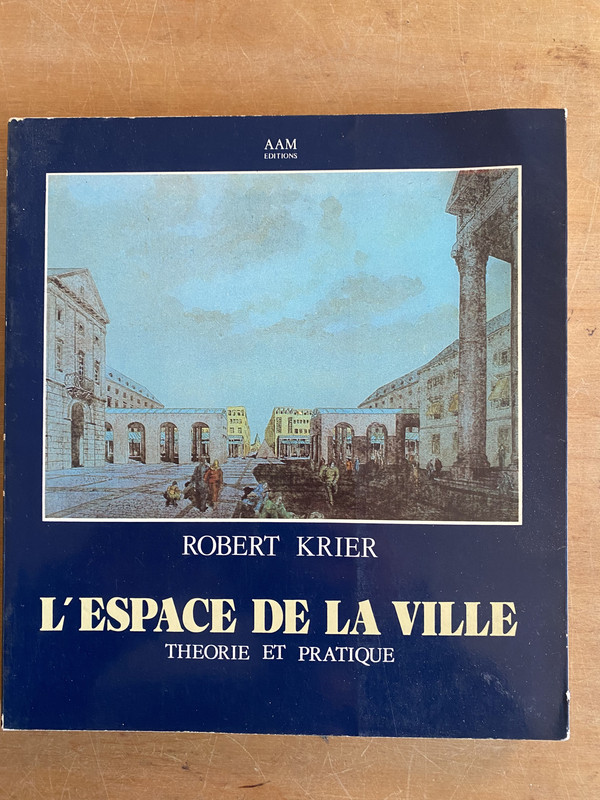 AAM
EDITIONS
ROBERT KRIER
L'ESPACE DE LA VILLE
THEORIE ET PRATIQUE